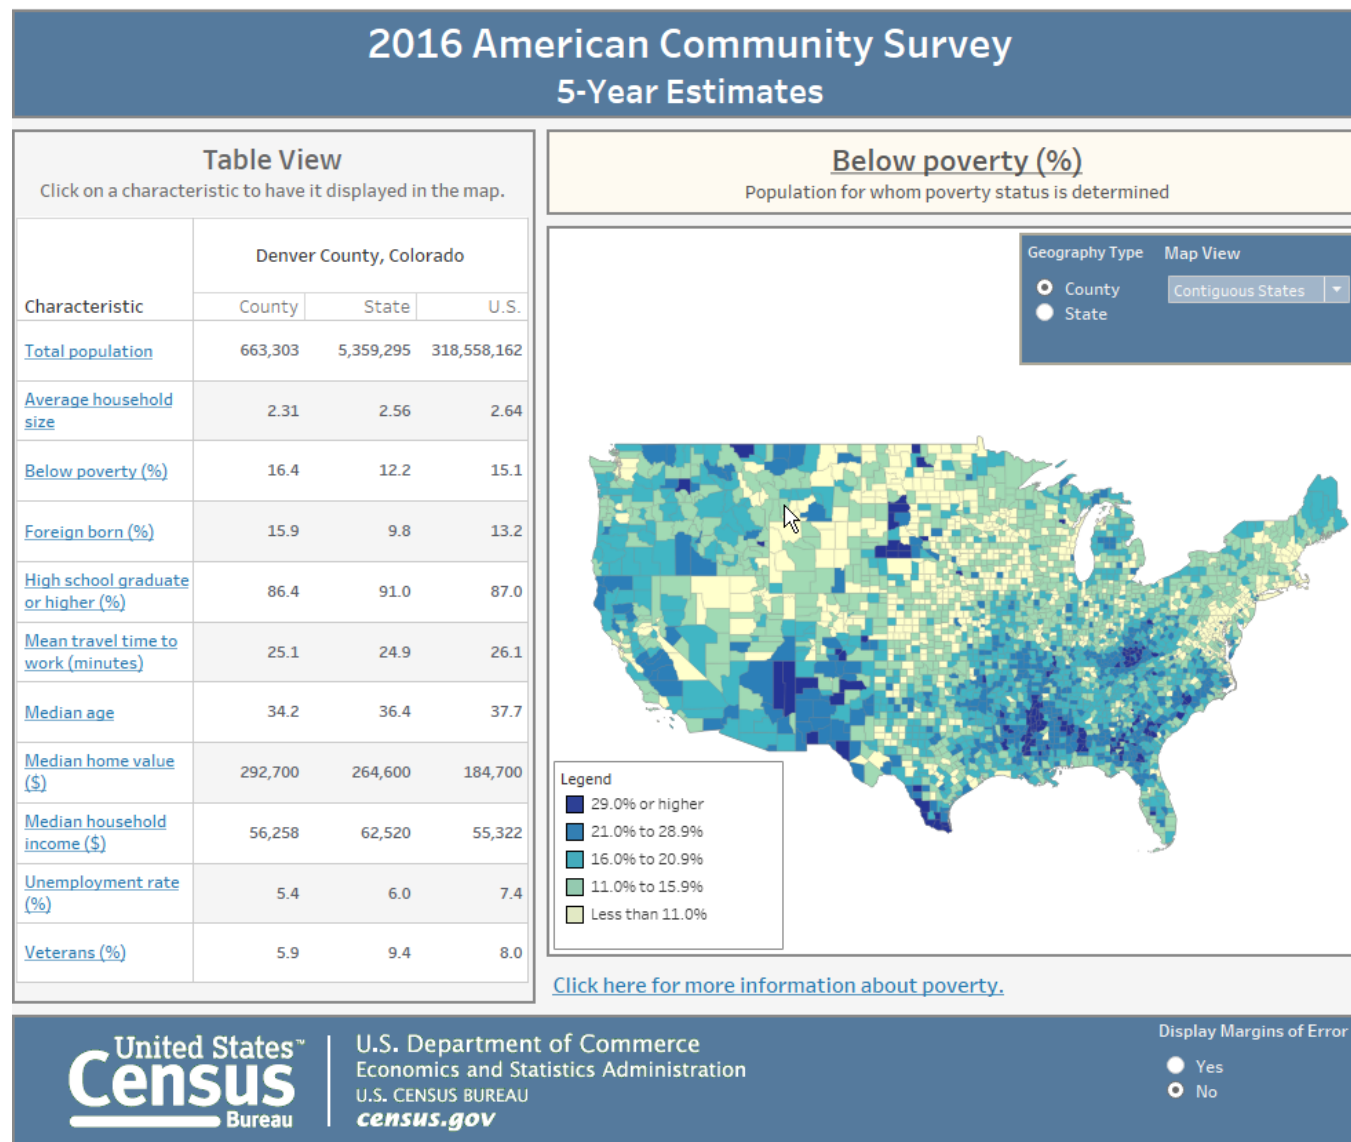 2016 American Community Survey
5-Year Estimates
Table View
Click on a characteristic to have it displayed in the map.
Denver County, Colorado
Characteristic County State U.S.
Total population 663,303 5,359,295 318,558,162
Average household
size 2.31 2.56 2.64
Below poverty (%) 16.4 12.2 15.1
Foreign born (%) 15.9 9.8 13.2
High school graduate
or higher (%) 86.4 91.0 87.0
Mean travel time to
work (minutes) 25.1 24.9 26.1
Median age 34.2 36.4 37.7
Median home value
($) 292,700 264,600 184,700
Median household
income ($) 56,258 62,520 55,322
Unemployment rate
(%) 5.4 6.0 7.4
Veterans (%) 5.9 9.4 8.0
Below poverty (%)
Population for whom poverty status is determined
Geography Type Map View
County Contiguous States
State
Legend
29.0% or higher
21.0% to 28.9%
16.0% to 20.9%
11.0% to 15.9%
Less than 11.0%
Click here for more information about poverty.
United States™
Census
Bureau
U.S. Department of Commerce
Economics and Statistics Administration
U.S. CENSUS BUREAU
census.gov
Display Margins of Error
Yes
No